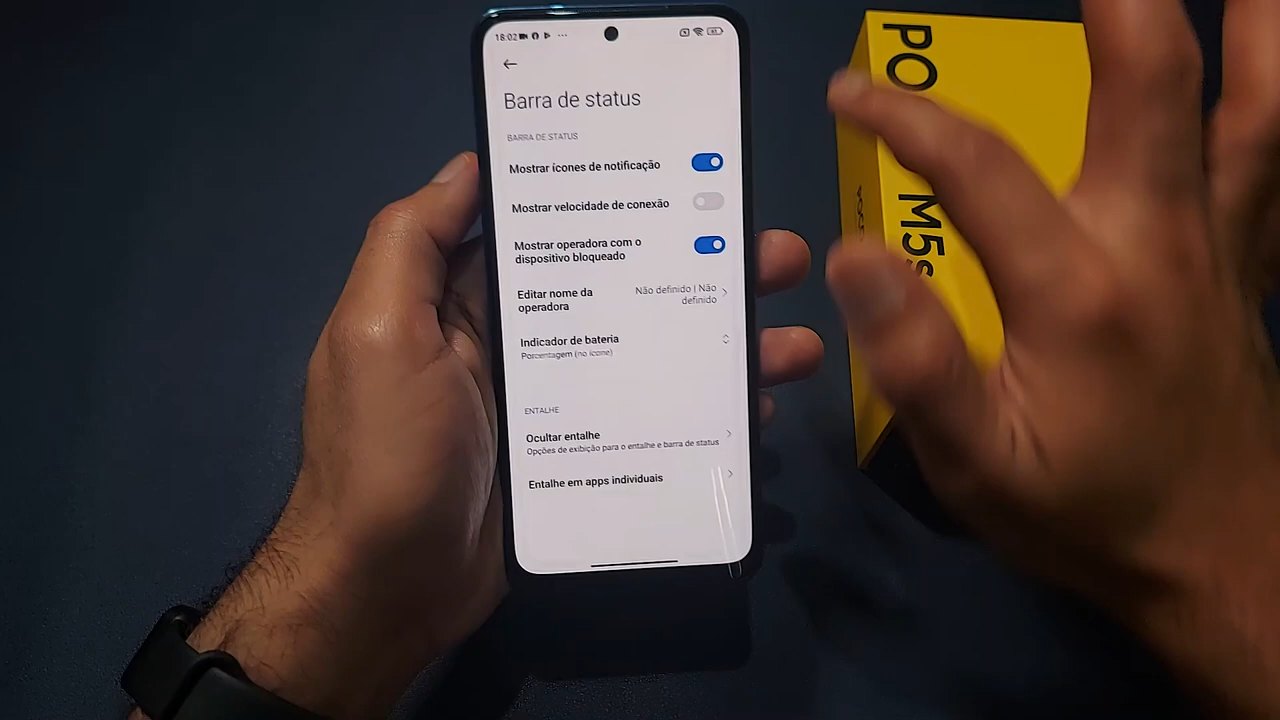 18:02
Barra de status
BARRA DE STATUS
Mostrar ícones de notificação
Mostrar velocidade de conexão
Mostrar operadora com o
dispositivo bloqueado
Editar nome da
operadora
Não definido | Não
definido
Indicador de bateria
Porcentagem (no ícone)
ENTALHE
Ocultar entalhe
Opções de exibição para o entalhe e barra de status
Entalhe em apps individuais
PO
M5s